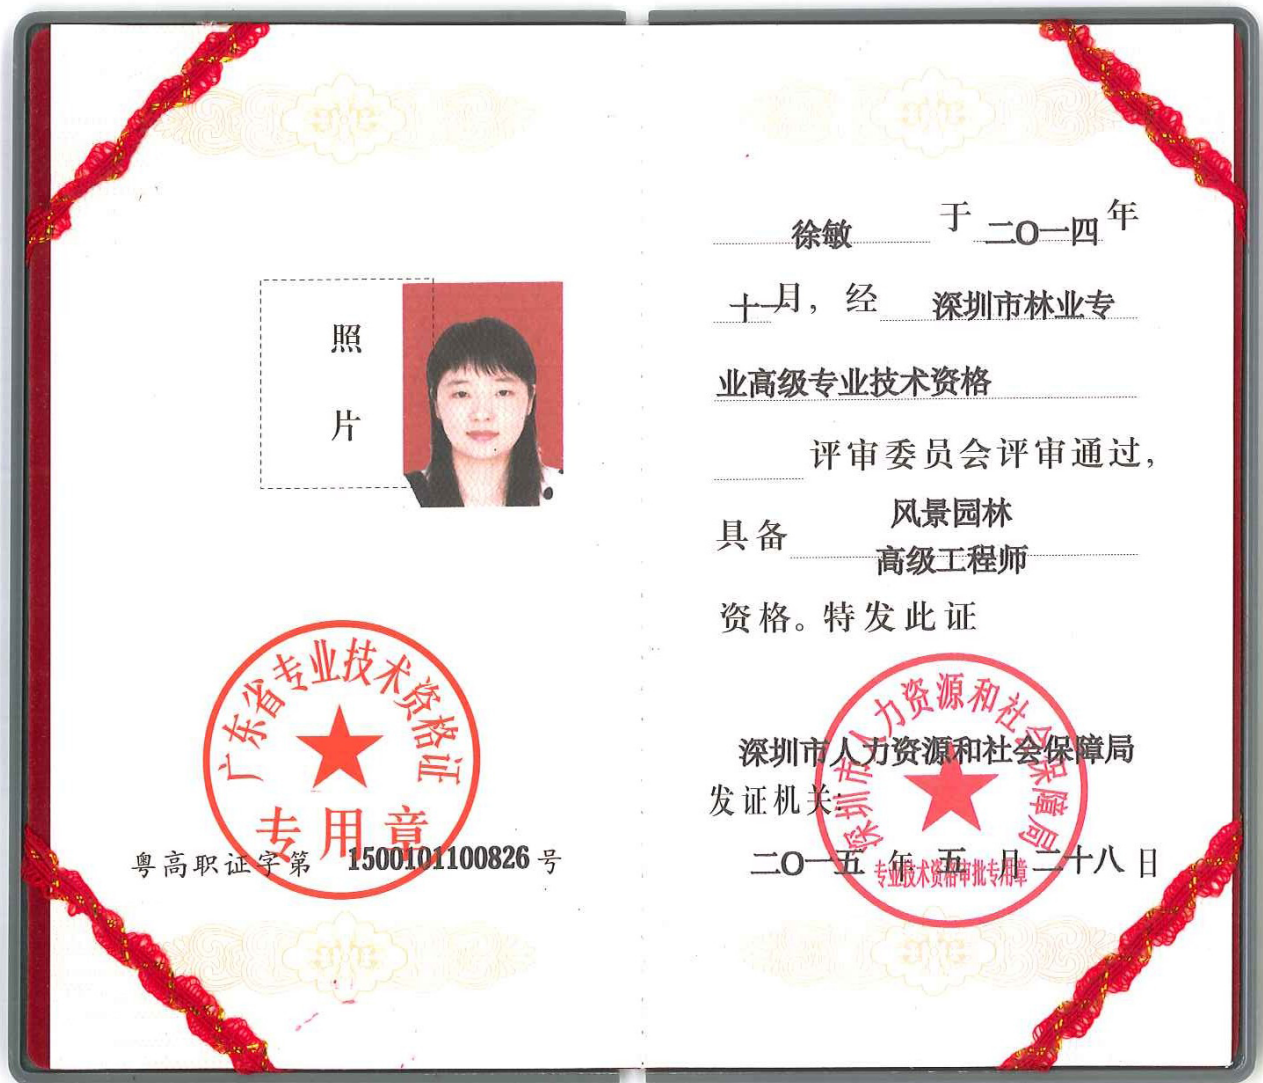 照
片
广东省专业技术资格证
专用章
粤高职证字第 1500101100826 号
徐敏 于 二O一四 年
十一月，经 深圳市林业专
业高级专业技术资格
评审委员会评审通过，
具备 风景园林
高级工程师
资格。特发此证
深圳市人力资源和社会保障局
深圳市人力资源和社会保障局
发证机关:
二O一五 年 五 月 二十八 日
专业技术资格审批专用章